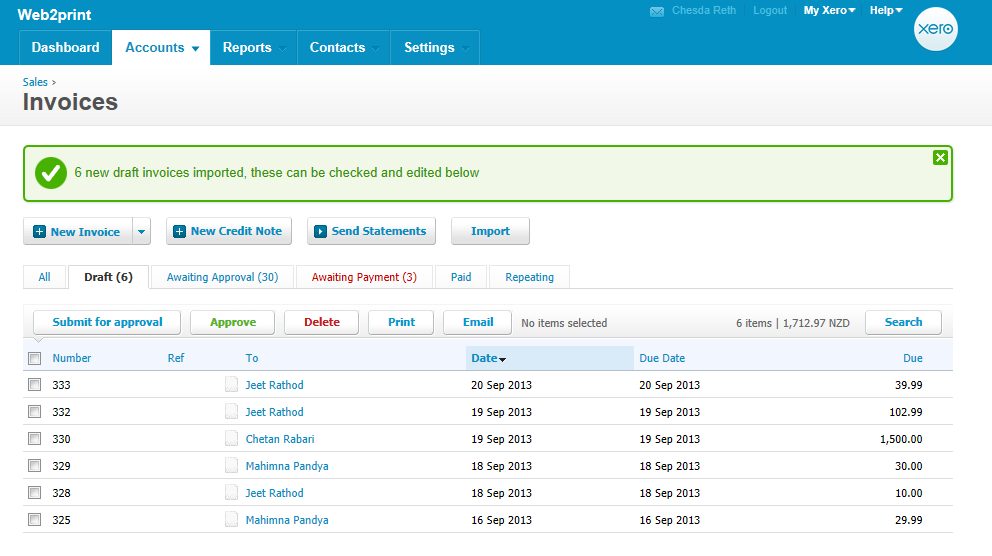 Web2print
Chesda Reth Logout My Xero Help
xero
Dashboard Accounts Reports Contacts Settings
Sales >
Invoices
6 new draft invoices imported, these can be checked and edited below
New Invoice New Credit Note Send Statements Import
All Draft (6) Awaiting Approval (30) Awaiting Payment (3) Paid Repeating
Submit for approval Approve Delete Print Email No items selected 6 items | 1,712.97 NZD Search
Number Ref To Date Due Date Due
333 Jeet Rathod 20 Sep 2013 20 Sep 2013 39.99
332 Jeet Rathod 19 Sep 2013 19 Sep 2013 102.99
330 Chetan Rabari 19 Sep 2013 19 Sep 2013 1,500.00
329 Mahimna Pandya 18 Sep 2013 18 Sep 2013 30.00
328 Jeet Rathod 18 Sep 2013 18 Sep 2013 10.00
325 Mahimna Pandya 16 Sep 2013 16 Sep 2013 29.99